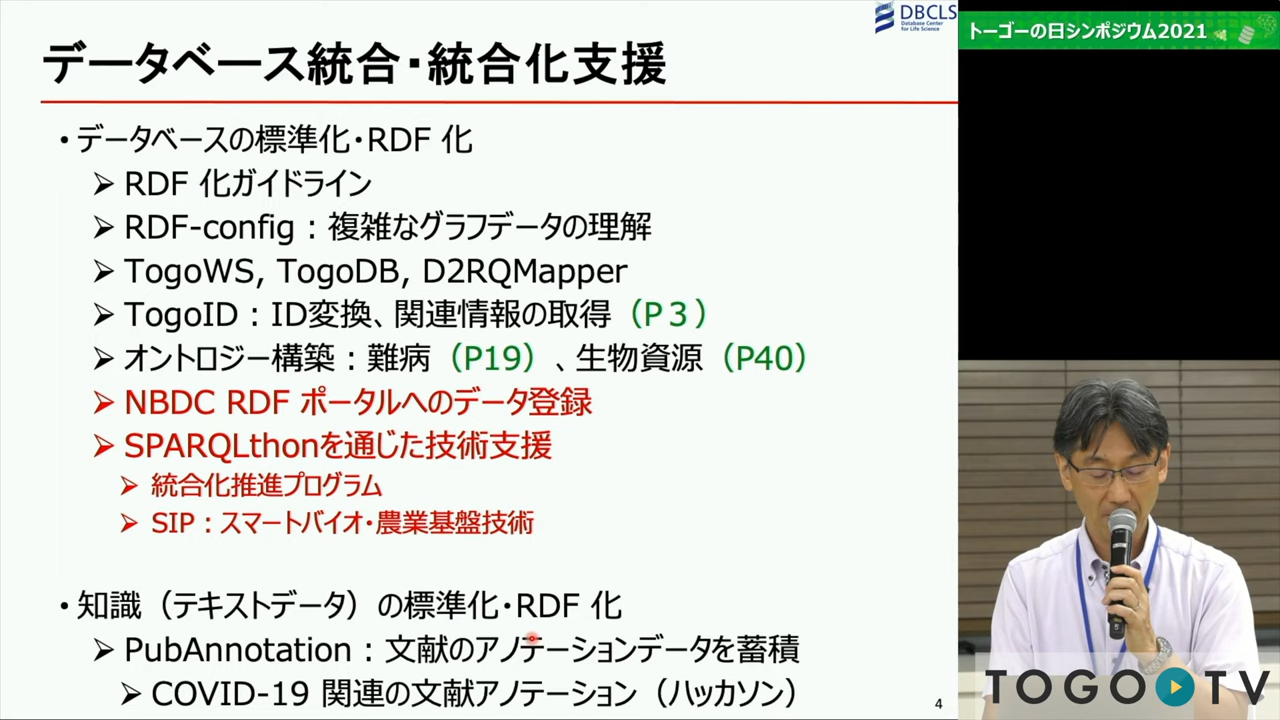 DBCLS
Database Center
for Life Science
トーゴーの日シンポジウム2021
データベース統合・統合化支援
・データベースの標準化・RDF 化
➢ RDF 化ガイドライン
➢ RDF-config：複雑なグラフデータの理解
➢ TogoWS, TogoDB, D2RQMapper
➢ TogoID：ID変換、関連情報の取得（P３）
➢ オントロジー構築：難病（P19）、生物資源（P40）
➢ NBDC RDF ポータルへのデータ登録
➢ SPARQLthonを通じた技術支援
➢ 統合化推進プログラム
➢ SIP：スマートバイオ・農業基盤技術
・知識（テキストデータ）の標準化・RDF 化
➢ PubAnnotation：文献のアノテーションデータを蓄積
➢ COVID-19 関連の文献アノテーション（ハッカソン）
4
TOGO TV